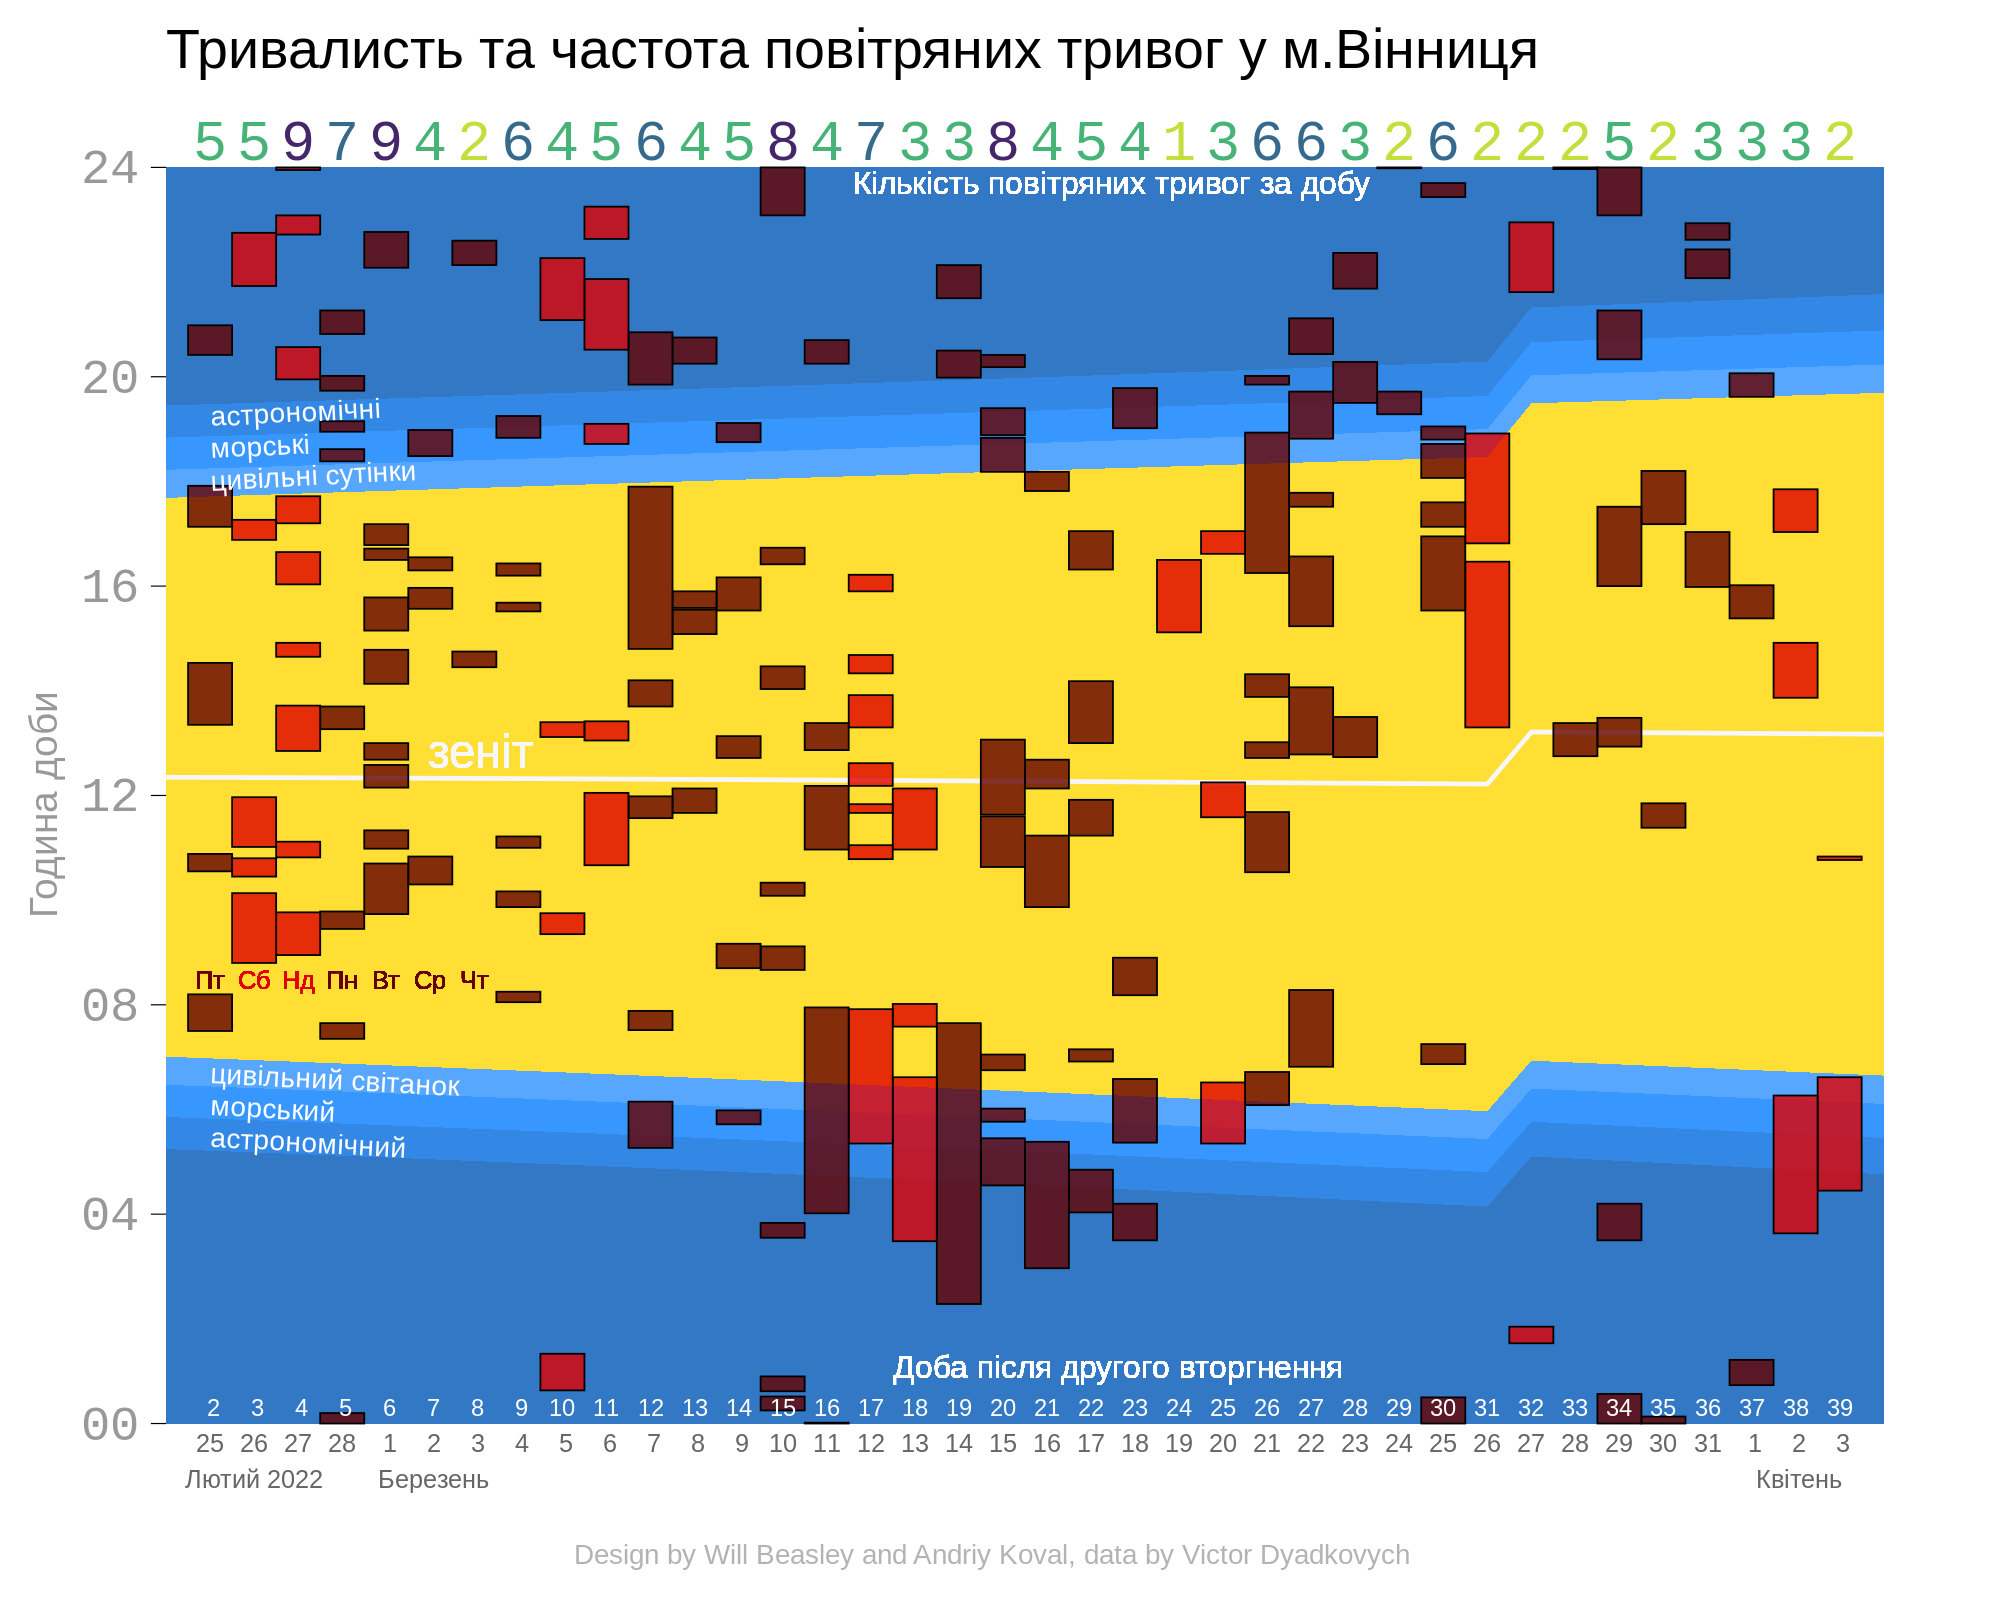 Тривалисть та частота повітряних тривог у м.Вінниця
5 5 9 7 9 4 2 6 4 5 6 4 5 8 4 7 3 3 8 4 5 4 1 3 6 6 3 2 6 2 2 2 5 2 3 3 3 2
24
Кількість повітряних тривог за добу
20
астрономічні
морські
цивільні сутінки
16
Година доби
зеніт
12
Пт Сб Нд Пн Вт Ср Чт
08
цивільний світанок
морський
астрономічний
04
Доба після другого вторгнення
2 3 4 5 6 7 8 9 10 11 12 13 14 15 16 17 18 19 20 21 22 23 24 25 26 27 28 29 30 31 32 33 34 35 36 37 38 39
00
25 26 27 28 1 2 3 4 5 6 7 8 9 10 11 12 13 14 15 16 17 18 19 20 21 22 23 24 25 26 27 28 29 30 31 1 2 3
Лютий 2022 Березень Квітень
Design by Will Beasley and Andriy Koval, data by Victor Dyadkovych